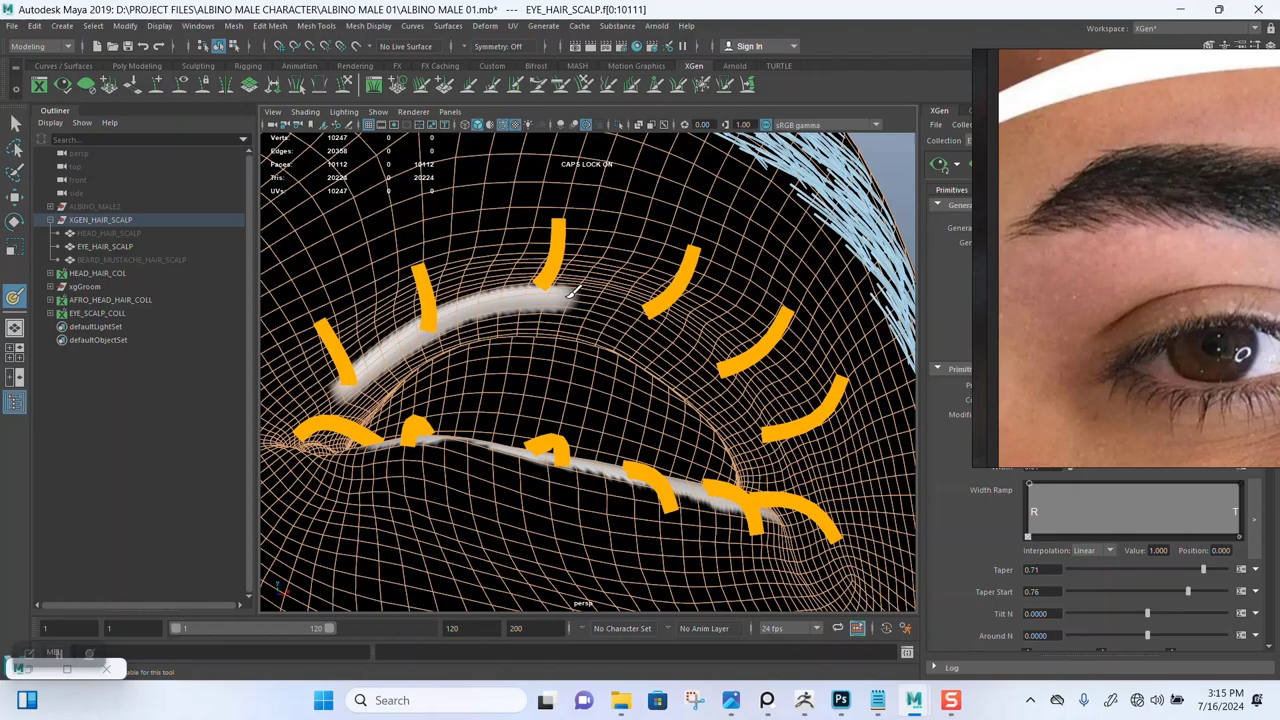 Autodesk Maya 2019: D:\PROJECT FILES\ALBINO MALE CHARACTER\ALBINO MALE 01\ALBINO MALE 01.mb* --- EYE_HAIR_SCALP.f[0:10111]
File Edit Create Select Modify Display Windows Mesh Edit Mesh Mesh Tools Mesh Display Curves Surfaces Deform UV Generate Cache Substance Arnold Help
Workspace : XGen*
Modeling
No Live Surface
Symmetry: Off
Sign In
Curves / Surfaces Poly Modeling Sculpting Rigging Animation Rendering FX FX Caching Custom Bifrost MASH Motion Graphics XGen Arnold TURTLE
Outliner
Display Show Help
Search...
persp
top
front
side
ALBINO_MALE2
XGEN_HAIR_SCALP
HEAD_HAIR_SCALP
EYE_HAIR_SCALP
BEARD_MUSTACHE_HAIR_SCALP
HEAD_HAIR_COL
xgGroom
AFRO_HEAD_HAIR_COLL
EYE_SCALP_COLL
defaultLightSet
defaultObjectSet
View Shading Lighting Show Renderer Panels
0.00 1.00 sRGB gamma
Verts: 10247 0 0
Edges: 20358 0 0
Faces: 10112 10112 0
Tris: 20224 20224 0
UVs: 10247 0 0
CAPS LOCK ON
persp
XGen
File
Collection
Primitives
Width Ramp
R T
Interpolation: Linear Value: 1.000 Position: 0.000
Taper 0.71
Taper Start 0.76
Tilt N 0.0000
Around N 0.0000
Log
1 1 120 120 200 No Character Set No Anim Layer 24 fps
able for this tool
Search
3:15 PM
7/16/2024